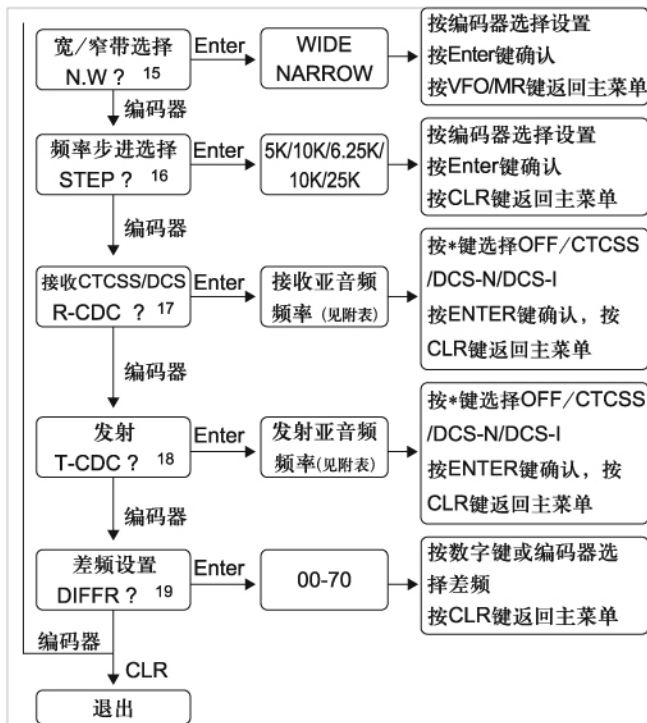 宽/窄带选择
N.W ? 15
Enter
WIDE
NARROW
按编码器选择设置
按Enter键确认
按VFO/MR键返回主菜单
编码器
频率步进选择
STEP ? 16
Enter
5K/10K/6.25K/
10K/25K
按编码器选择设置
按Enter键确认
按CLR键返回主菜单
编码器
接收CTCSS/DCS
R-CDC ? 17
Enter
接收亚音频
频率 (见附表)
按*键选择OFF/CTCSS
/DCS-N/DCS-I
按ENTER键确认, 按
CLR键返回主菜单
编码器
发射
T-CDC ? 18
Enter
发射亚音频
频率(见附表)
按*键选择OFF/CTCSS
/DCS-N/DCS-I
按ENTER键确认, 按
CLR键返回主菜单
编码器
差频设置
DIFFR ? 19
Enter
00-70
按数字键或编码器选
择差频
按CLR键返回主菜单
编码器
CLR
退出